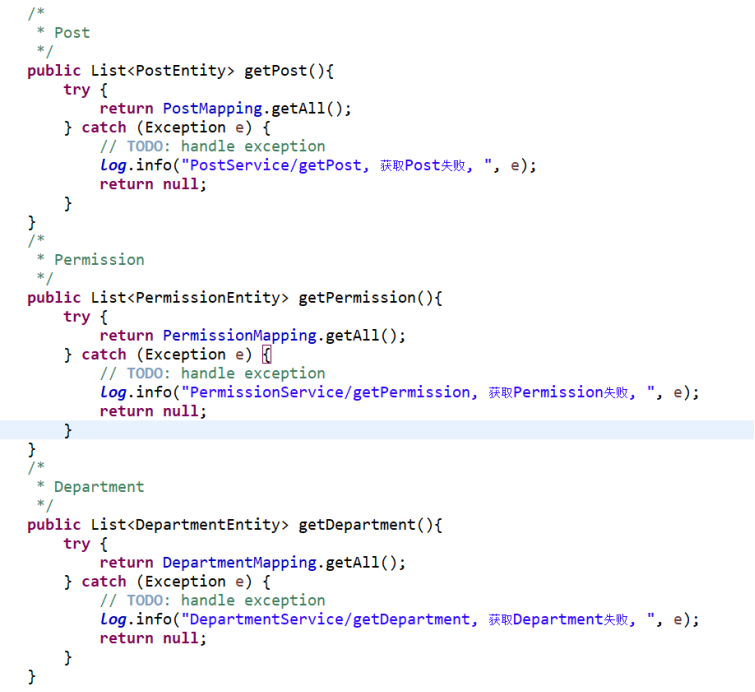 /*
 * Post
 */
public List<PostEntity> getPost(){
    try {
        return PostMapping.getAll();
    } catch (Exception e) {
        // TODO: handle exception
        log.info("PostService/getPost, 获取Post失败, ", e);
        return null;
    }
}
/*
 * Permission
 */
public List<PermissionEntity> getPermission(){
    try {
        return PermissionMapping.getAll();
    } catch (Exception e) {
        // TODO: handle exception
        log.info("PermissionService/getPermission, 获取Permission失败, ", e);
        return null;
    }
}
/*
 * Department
 */
public List<DepartmentEntity> getDepartment(){
    try {
        return DepartmentMapping.getAll();
    } catch (Exception e) {
        // TODO: handle exception
        log.info("DepartmentService/getDepartment, 获取Department失败, ", e);
        return null;
    }
}